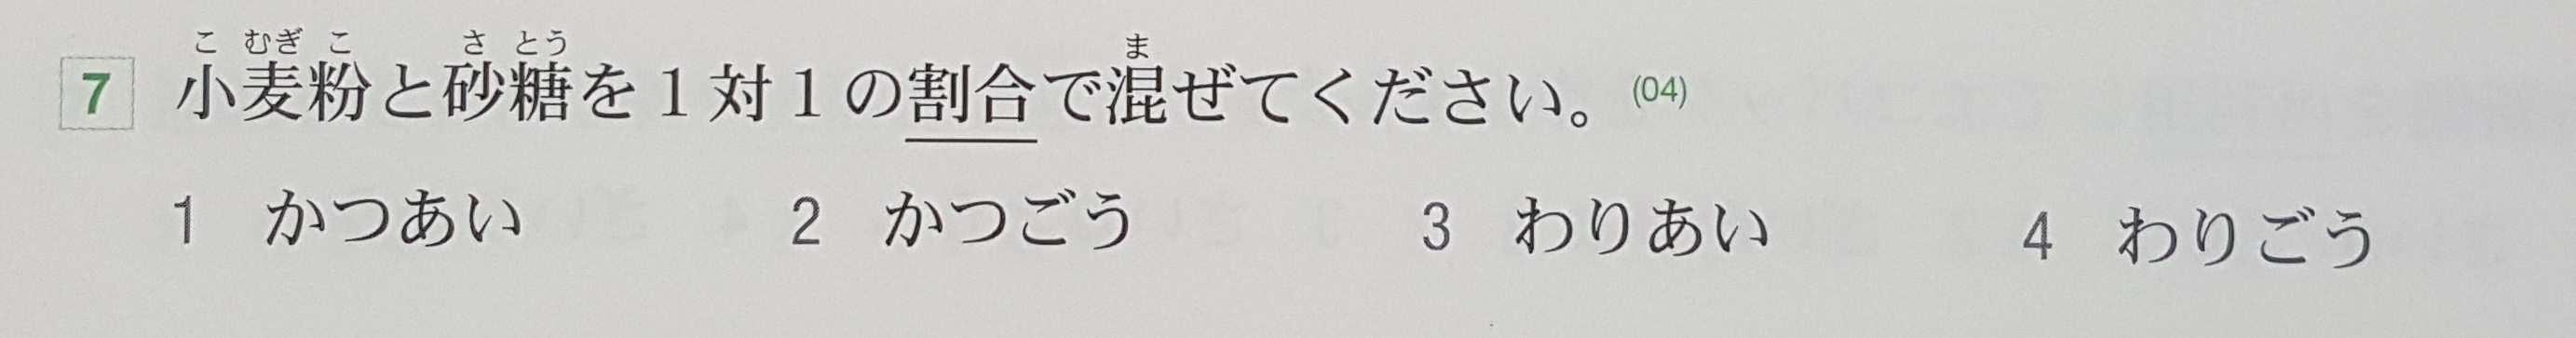 こ むぎ こ さ とう ま
7 小麦粉と砂糖を1対1の割合で混ぜてください。(04)
1 かつあい 2 かつごう 3 わりあい 4 わりごう